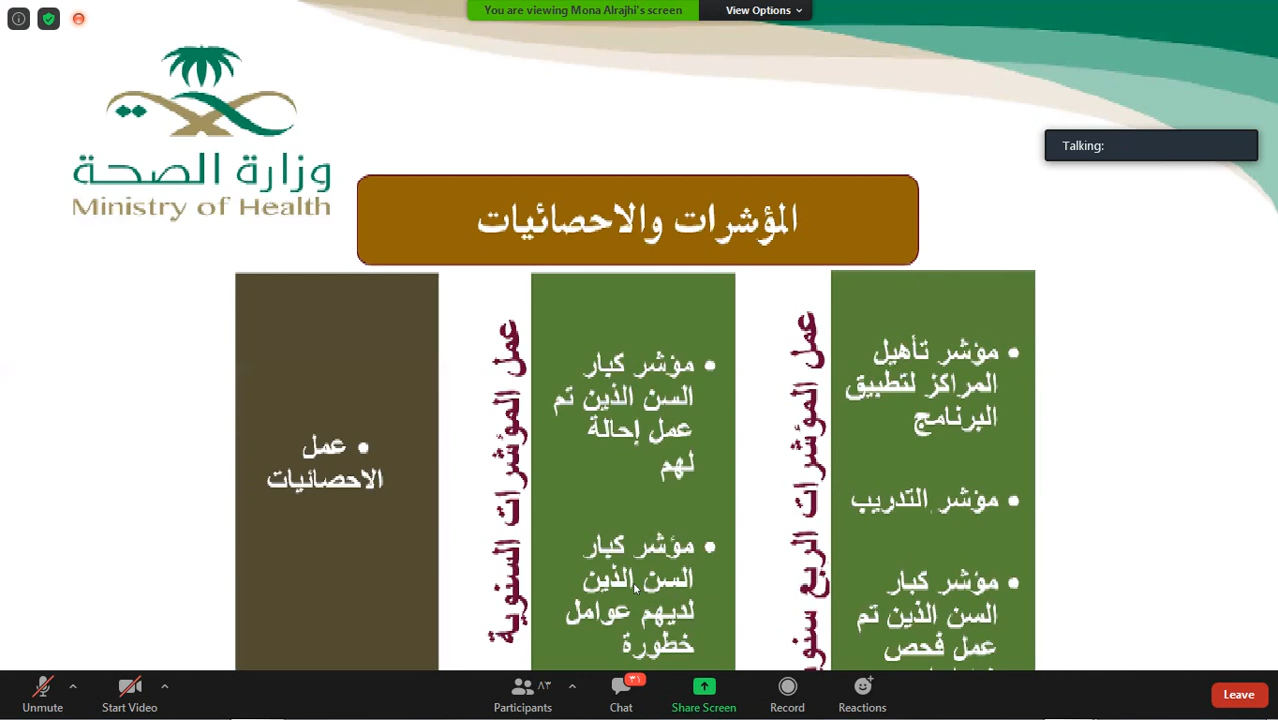 You are viewing Mona Alrajhi's screen
View Options
وزارة الصحة
Ministry of Health
Talking:
المؤشرات والاحصائيات
عمل المؤشرات الربع سنوية
• مؤشر تأهيل
المراكز لتطبيق
البرنامج
• مؤشر التدريب
• مؤشر كبار
السن الذين تم
عمل فحص
عمل المؤشرات السنوية
• مؤشر كبار
السن الذين تم
عمل إحالة
لهم
• مؤشر كبار
السن الذين
لديهم عوامل
خطورة
• عمل
الاحصائيات
Unmute
Start Video
٨٣
Participants
٣١
Chat
Share Screen
Record
Reactions
Leave